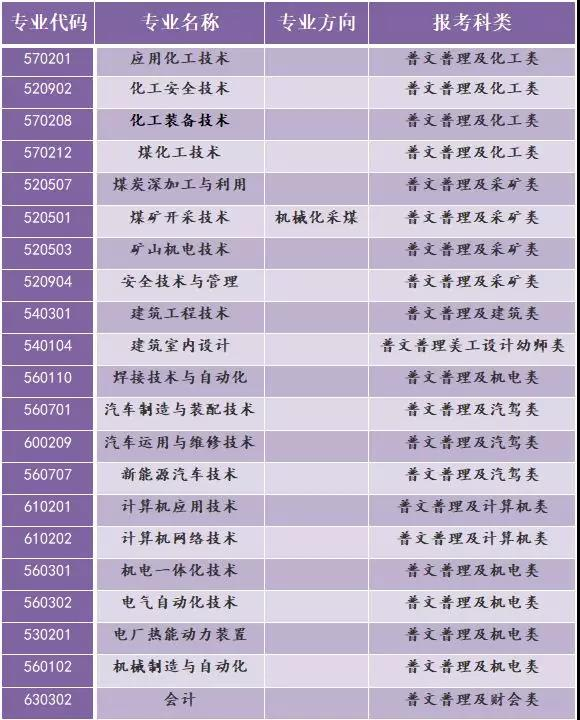 专业代码 专业名称 专业方向 报考科类
570201 应用化工技术 普文普理及化工类
520902 化工安全技术 普文普理及化工类
570208 化工装备技术 普文普理及化工类
570212 煤化工技术 普文普理及化工类
520507 煤炭深加工与利用 普文普理及采矿类
520501 煤矿开采技术 机械化采煤 普文普理及采矿类
520503 矿山机电技术 普文普理及采矿类
520904 安全技术与管理 普文普理及采矿类
540301 建筑工程技术 普文普理及建筑类
540104 建筑室内设计 普文普理美工设计幼师类
560110 焊接技术与自动化 普文普理及机电类
560701 汽车制造与装配技术 普文普理及汽驾类
600209 汽车运用与维修技术 普文普理及汽驾类
560707 新能源汽车技术 普文普理及汽驾类
610201 计算机应用技术 普文普理及计算机类
610202 计算机网络技术 普文普理及计算机类
560301 机电一体化技术 普文普理及机电类
560302 电气自动化技术 普文普理及机电类
530201 电厂热能动力装置 普文普理及机电类
560102 机械制造与自动化 普文普理及机电类
630302 会计 普文普理及财会类